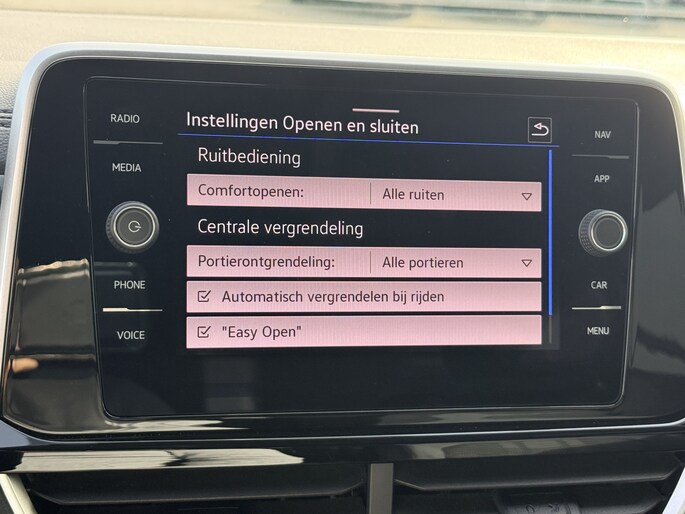 RADIO
MEDIA
PHONE
VOICE
Instellingen Openen en sluiten
Ruitbediening
Comfortopenen: Alle ruiten
Centrale vergrendeling
Portierontgrendeling: Alle portieren
Automatisch vergrendelen bij rijden
"Easy Open"
NAV
APP
CAR
MENU